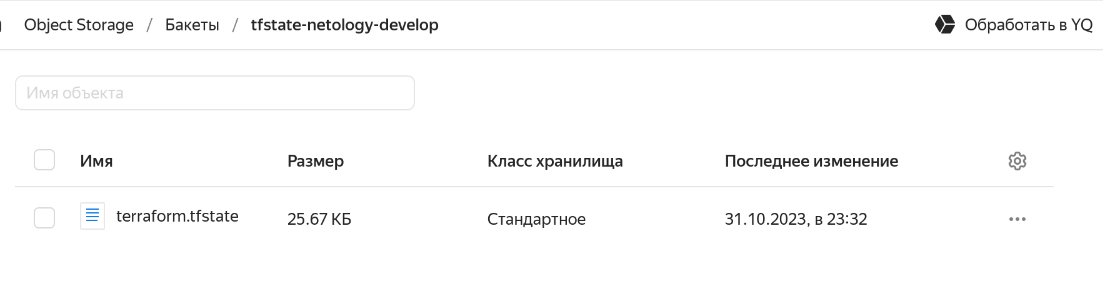 Object Storage / Бакеты / tfstate-netology-develop Обработать в YQ
Имя объекта
Имя Размер Класс хранилища Последнее изменение
terraform.tfstate 25.67 КБ Стандартное 31.10.2023, в 23:32